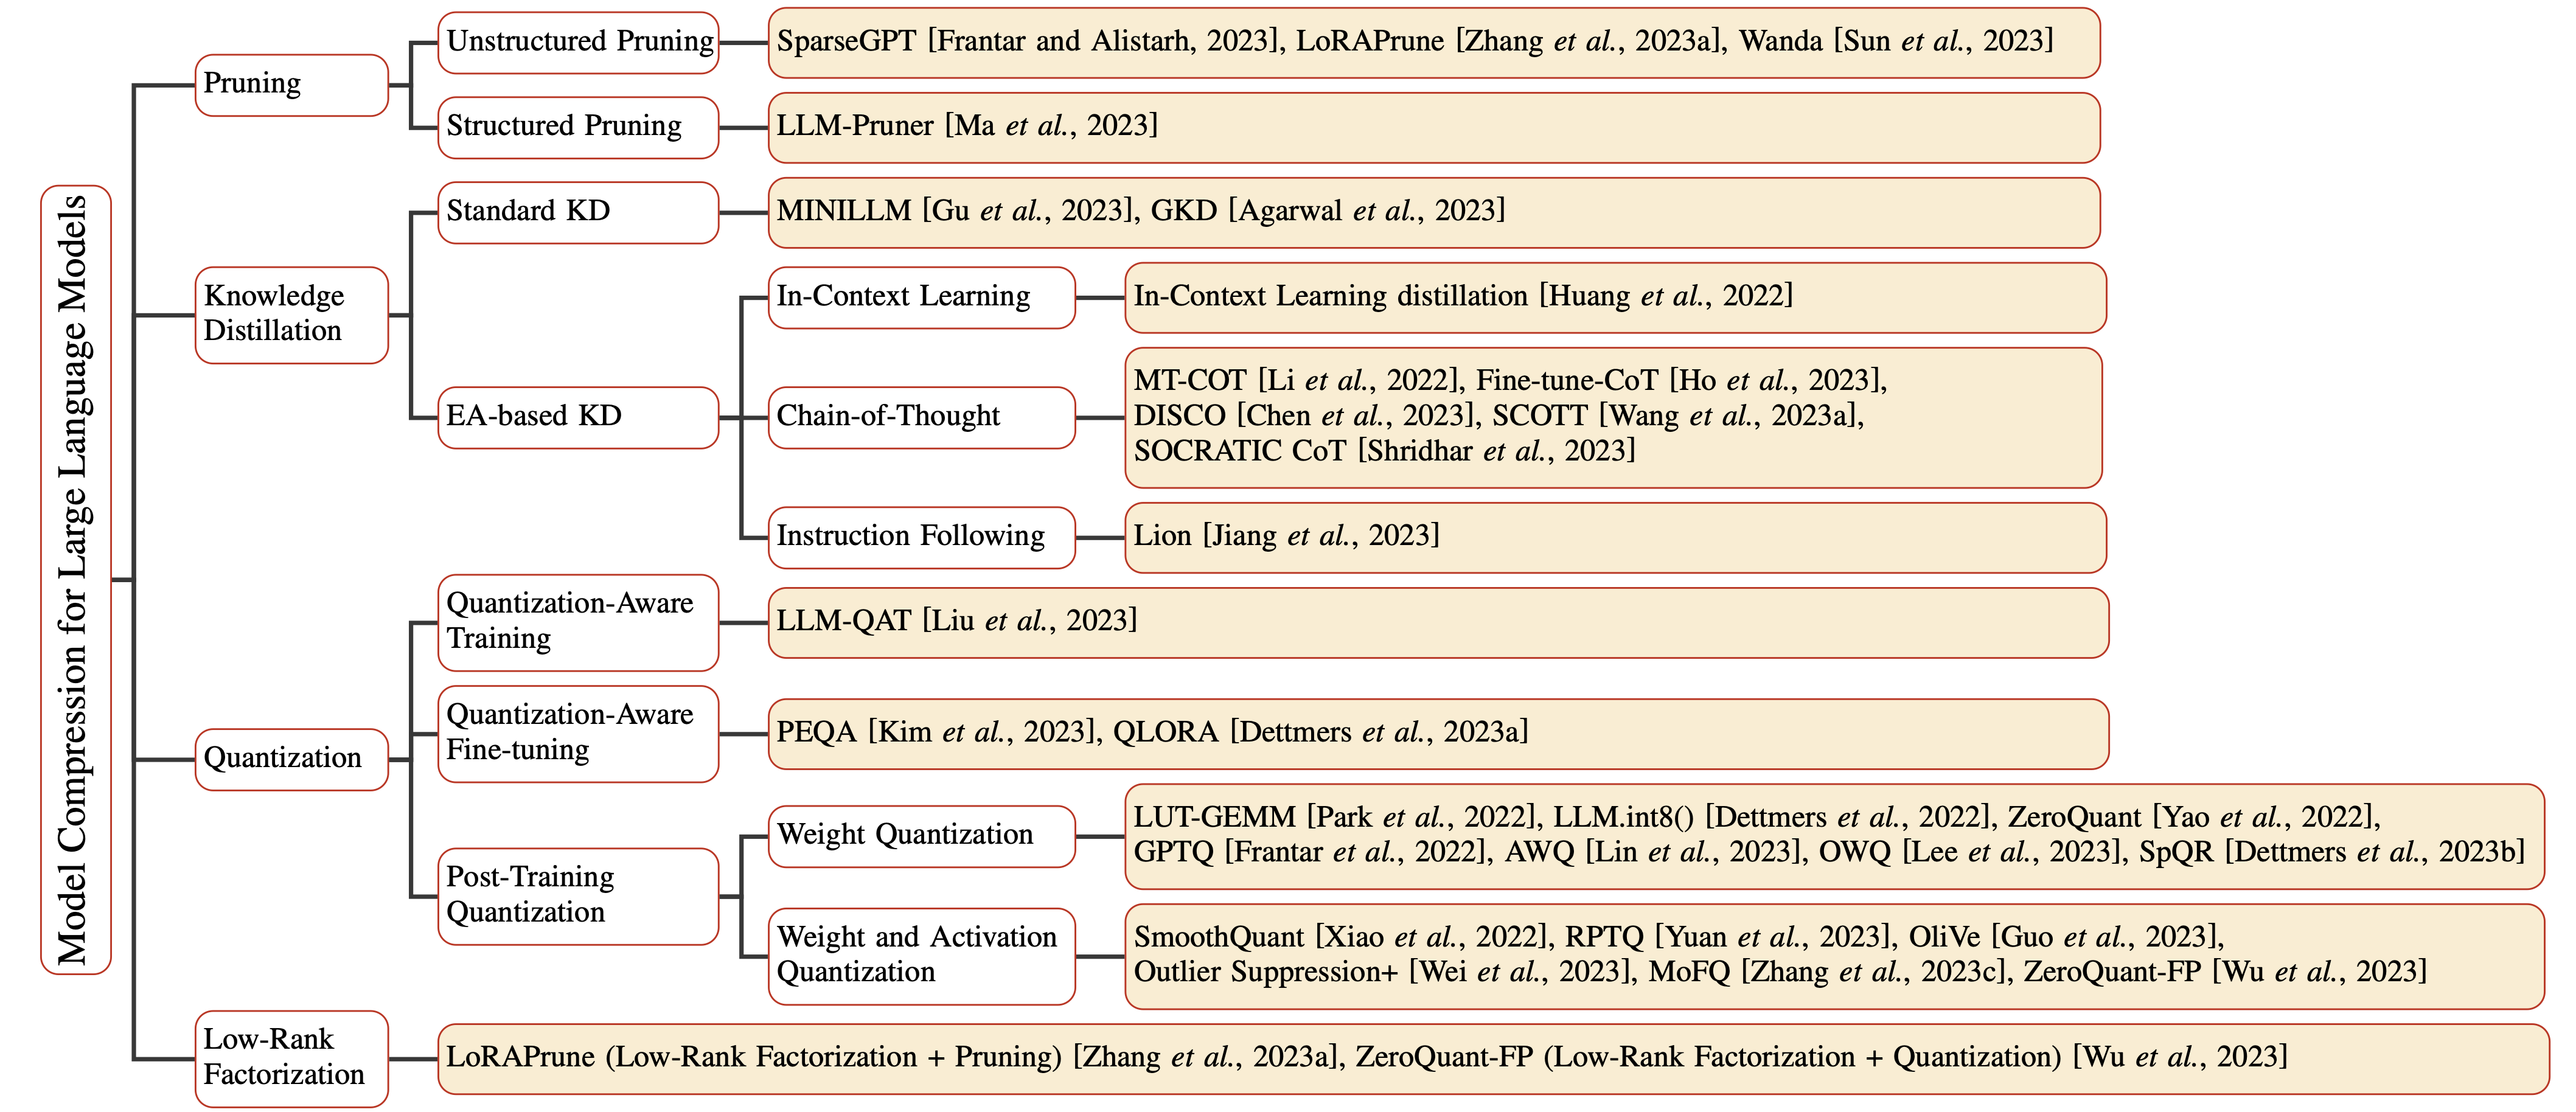 Model Compression for Large Language Models
Pruning
Unstructured Pruning
SparseGPT [Frantar and Alistarh, 2023], LoRAPrune [Zhang et al., 2023a], Wanda [Sun et al., 2023]
Structured Pruning
LLM-Pruner [Ma et al., 2023]
Knowledge
Distillation
Standard KD
MINILLM [Gu et al., 2023], GKD [Agarwal et al., 2023]
EA-based KD
In-Context Learning
In-Context Learning distillation [Huang et al., 2022]
Chain-of-Thought
MT-COT [Li et al., 2022], Fine-tune-CoT [Ho et al., 2023],
DISCO [Chen et al., 2023], SCOTT [Wang et al., 2023a],
SOCRATIC CoT [Shridhar et al., 2023]
Instruction Following
Lion [Jiang et al., 2023]
Quantization
Quantization-Aware
Training
LLM-QAT [Liu et al., 2023]
Quantization-Aware
Fine-tuning
PEQA [Kim et al., 2023], QLORA [Dettmers et al., 2023a]
Post-Training
Quantization
Weight Quantization
LUT-GEMM [Park et al., 2022], LLM.int8() [Dettmers et al., 2022], ZeroQuant [Yao et al., 2022],
GPTQ [Frantar et al., 2022], AWQ [Lin et al., 2023], OWQ [Lee et al., 2023], SpQR [Dettmers et al., 2023b]
Weight and Activation
Quantization
SmoothQuant [Xiao et al., 2022], RPTQ [Yuan et al., 2023], OliVe [Guo et al., 2023],
Outlier Suppression+ [Wei et al., 2023], MoFQ [Zhang et al., 2023c], ZeroQuant-FP [Wu et al., 2023]
Low-Rank
Factorization
LoRAPrune (Low-Rank Factorization + Pruning) [Zhang et al., 2023a], ZeroQuant-FP (Low-Rank Factorization + Quantization) [Wu et al., 2023]